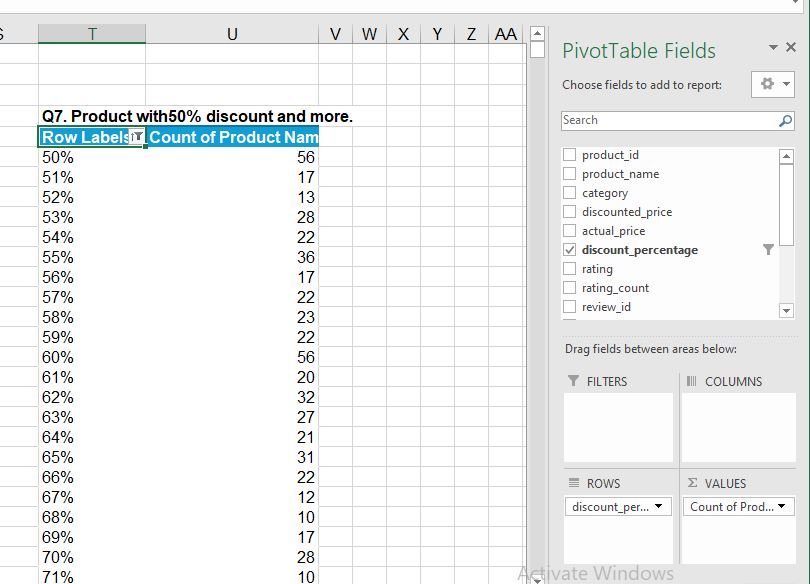 S T U V W X Y Z AA
Q7. Product with50% discount and more.
Row Labels Count of Product Nam
50% 56
51% 17
52% 13
53% 28
54% 22
55% 36
56% 17
57% 22
58% 23
59% 22
60% 56
61% 20
62% 32
63% 27
64% 21
65% 31
66% 22
67% 12
68% 10
69% 17
70% 28
71% 10
PivotTable Fields
Choose fields to add to report:
Search
product_id
product_name
category
discounted_price
actual_price
discount_percentage
rating
rating_count
review_id
Drag fields between areas below:
FILTERS
COLUMNS
ROWS
discount_per...
Σ VALUES
Count of Prod...
Activate Windows